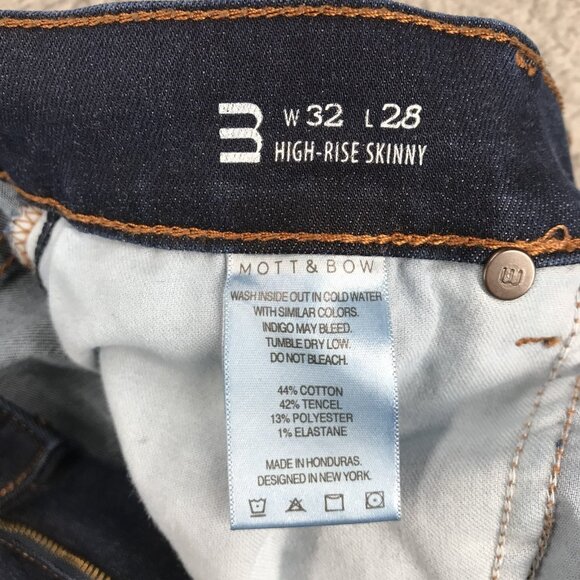 W 32 L 28
HIGH-RISE SKINNY
MOTT & BOW
WASH INSIDE OUT IN COLD WATER
WITH SIMILAR COLORS.
INDIGO MAY BLEED.
TUMBLE DRY LOW.
DO NOT BLEACH.
44% COTTON
42% TENCEL
13% POLYESTER
1% ELASTANE
MADE IN HONDURAS.
DESIGNED IN NEW YORK.